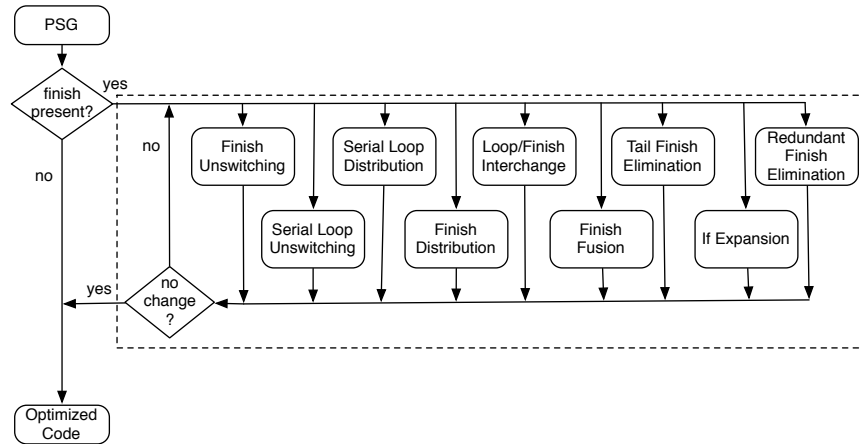 PSG
finish
present?
yes
no
no
Finish
Unswitching
Serial Loop
Distribution
Loop/Finish
Interchange
Tail Finish
Elimination
Redundant
Finish
Elimination
Serial Loop
Unswitching
Finish
Distribution
Finish
Fusion
If Expansion
yes
no
change
?
Optimized
Code